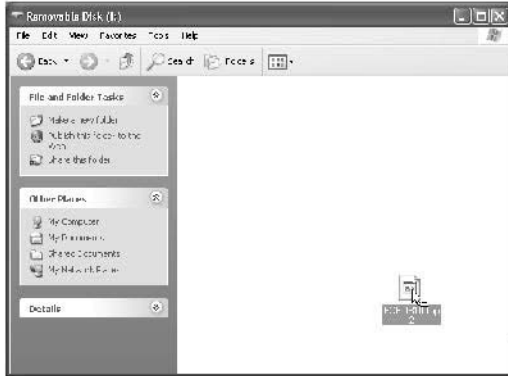 Removable Disk (I:)
File Edit View Favorites Tools Help
Back Search Folders
File and Folder Tasks
Make a new folder
Publish this folder to the
Web
Share this folder
Other Places
My Computer
My Documents
Shared Documents
My Network Places
Details
2